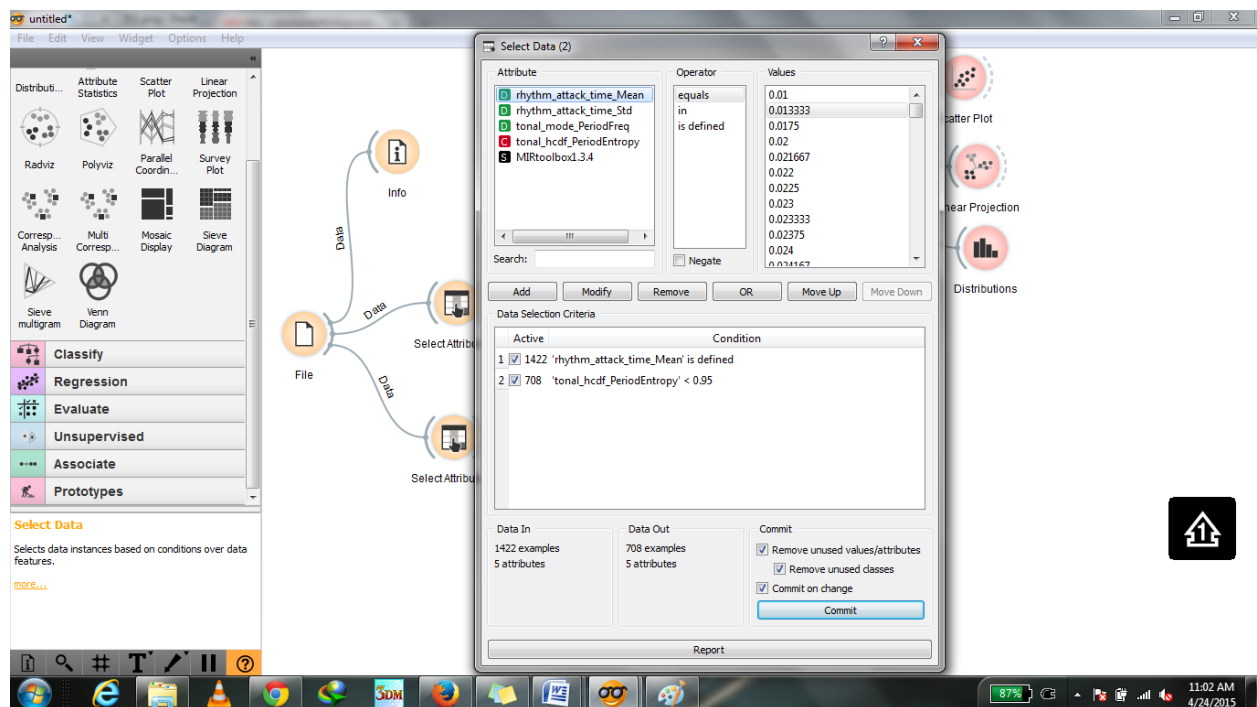 untitled*
File Edit View Widget Options Help
Distributi...
Attribute Statistics
Scatter Plot
Linear Projection
Radviz
Polyviz
Parallel Coordin...
Survey Plot
Corresp... Analysis
Multi Corresp...
Mosaic Display
Sieve Diagram
Sieve multigram
Venn Diagram
Classify
Regression
Evaluate
Unsupervised
Associate
Prototypes
Select Data
Selects data instances based on conditions over data
features.
more...
File
Data
Data
Data
Info
Select Attribu
Select Attribu
Select Data (2)
Attribute
D rhythm_attack_time_Mean
D rhythm_attack_time_Std
D tonal_mode_PeriodFreq
C tonal_hcdf_PeriodEntropy
S MIRtoolbox1.3.4
Search:
Operator
equals
in
is defined
Negate
Values
0.01
0.013333
0.0175
0.02
0.021667
0.022
0.0225
0.023
0.023333
0.02375
0.024
0.024167
Add Modify Remove OR Move Up Move Down
Data Selection Criteria
Active Condition
1 1422 'rhythm_attack_time_Mean' is defined
2 708 'tonal_hcdf_PeriodEntropy' < 0.95
Data In
1422 examples
5 attributes
Data Out
708 examples
5 attributes
Commit
Remove unused values/attributes
Remove unused classes
Commit on change
Commit
Report
catter Plot
near Projection
Distributions
1
3DM
87%
11:02 AM
4/24/2015